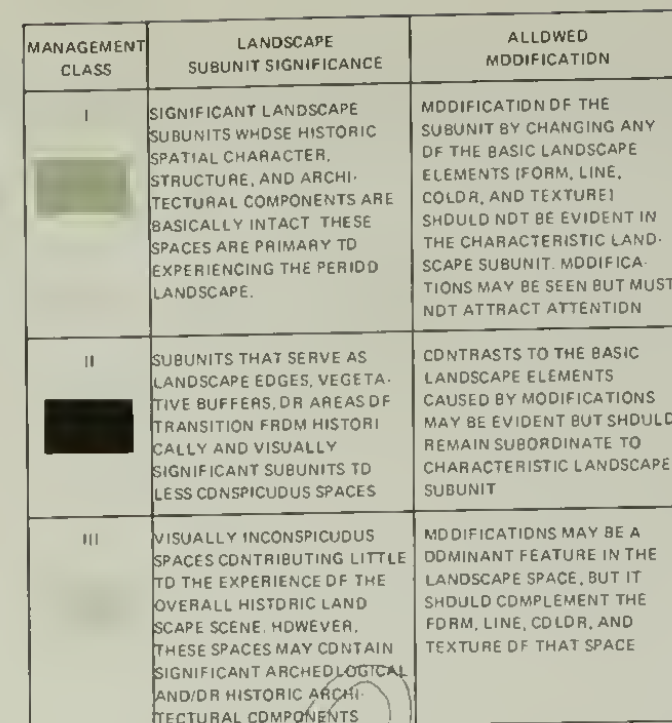 MANAGEMENT
CLASS
LANDSCAPE
SUBUNIT SIGNIFICANCE
ALLDWED
MDDIFICATION
I
SIGNIFICANT LANDSCAPE
SUBUNITS WHDSE HISTORIC
SPATIAL CHARACTER,
STRUCTURE, AND ARCHI-
TECTURAL COMPONENTS ARE
BASICALLY INTACT THESE
SPACES ARE PRIMARY TD
EXPERIENCING THE PERIDD
LANDSCAPE.
MDDIFICATIDN DF THE
SUBUNIT BY CHANGING ANY
DF THE BASIC LANDSCAPE
ELEMENTS (FORM, LINE,
CDLDR, AND TEXTURE)
SHDULD NDT BE EVIDENT IN
THE CHARACTERISTIC LAND-
SCAPE SUBUNIT. MDDIFICA-
TIONS MAY BE SEEN BUT MUST
NDT ATTRACT ATTENTIDN
II
SUBUNITS THAT SERVE AS
LANDSCAPE EDGES, VEGETA-
TIVE BUFFERS, DR AREAS DF
TRANSITION FRDM HISTORI
CALLY AND VISUALLY
SIGNIFICANT SUBUNITS TD
LESS CDNSPICUDUS SPACES
CDNTRASTS TO THE BASIC
LANDSCAPE ELEMENTS
CAUSED BY MODIFICATIONS
MAY BE EVIDENT BUT SHDULD
REMAIN SUBORDINATE TO
CHARACTERISTIC LANDSCAPE
SUBUNIT
III
VISUALLY INCONSPICUDUS
SPACES CDNTRIBUTING LITTLE
TD THE EXPERIENCE DF THE
OVERALL HISTDRIC LAND
SCAPE SCENE. HDWEVER,
THESE SPACES MAY CDNTAIN
SIGNIFICANT ARCHEDLOGICAL
AND/DR HISTORIC ARCHI-
TECTURAL CDMPDNENTS
MDDIFICATIDNS MAY BE A
DDMINANT FEATURE IN THE
LANDSCAPE SPACE, BUT IT
SHDULD CDMPLEMENT THE
FDRM, LINE, CDLDR, AND
TEXTURE DF THAT SPACE